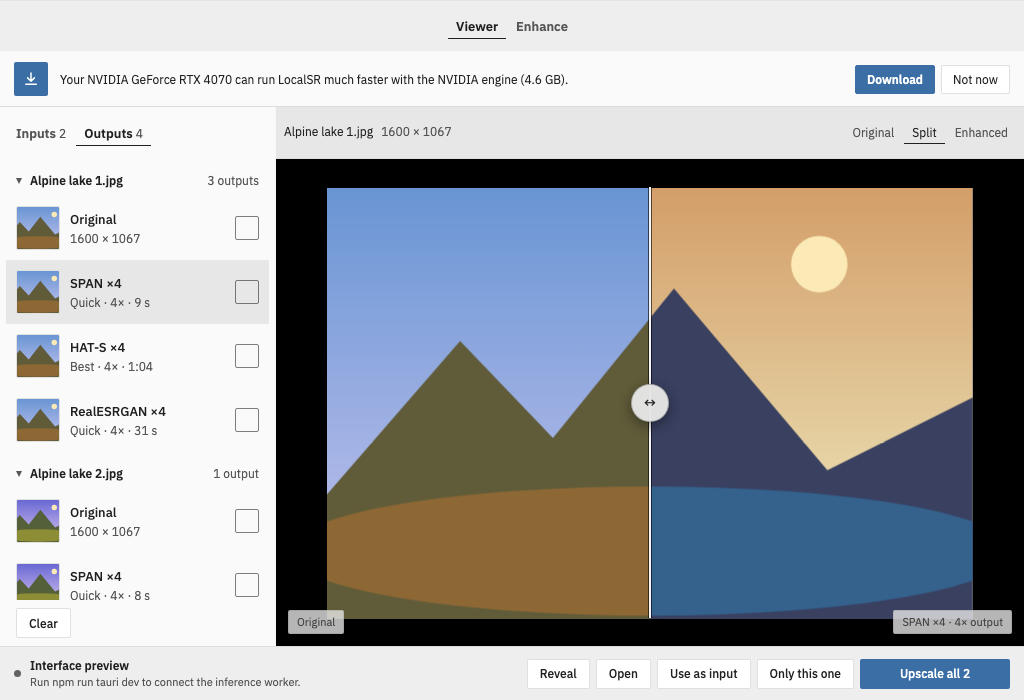 Viewer Enhance
Your NVIDIA GeForce RTX 4070 can run LocalSR much faster with the NVIDIA engine (4.6 GB).
Download
Not now
Inputs 2 Outputs 4
Alpine lake 1.jpg 3 outputs
Original
1600 × 1067
SPAN ×4
Quick · 4× · 9 s
HAT-S ×4
Best · 4× · 1:04
RealESRGAN ×4
Quick · 4× · 31 s
Alpine lake 2.jpg 1 output
Original
1600 × 1067
SPAN ×4
Quick · 4× · 8 s
Clear
Alpine lake 1.jpg 1600 × 1067
Original Split Enhanced
Original
SPAN ×4 · 4× output
Interface preview
Run npm run tauri dev to connect the inference worker.
Reveal
Open
Use as input
Only this one
Upscale all 2